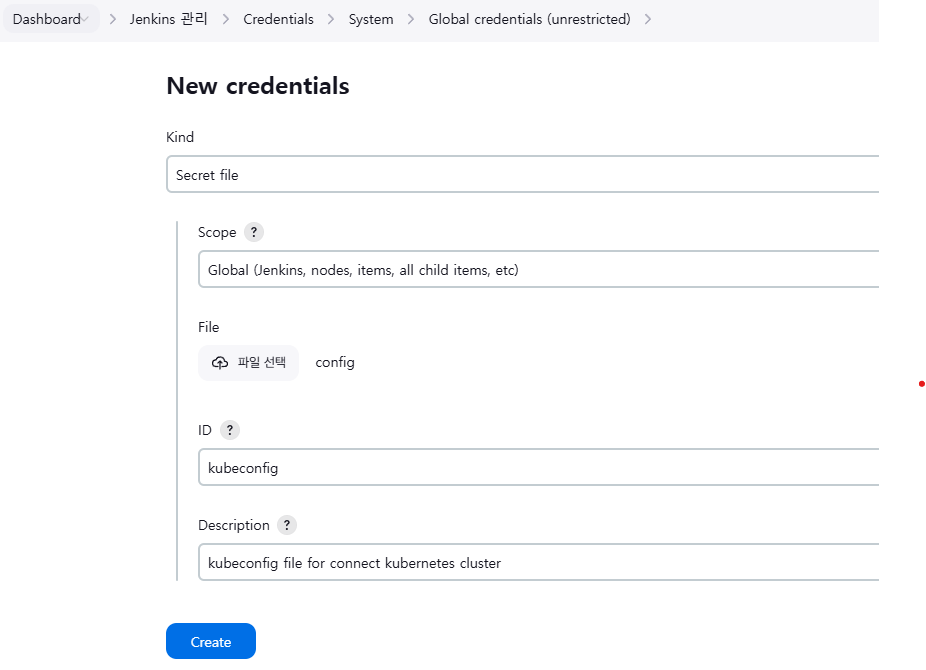 Dashboard > Jenkins 관리 > Credentials > System > Global credentials (unrestricted) >
New credentials
Kind
Secret file
Scope ?
Global (Jenkins, nodes, items, all child items, etc)
File
파일 선택 config
ID ?
kubeconfig
Description ?
kubeconfig file for connect kubernetes cluster
Create